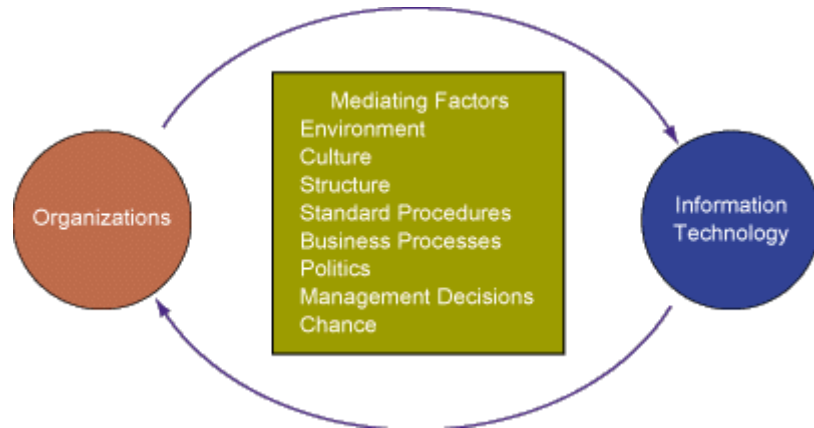 Organizations
Mediating Factors
Environment
Culture
Structure
Standard Procedures
Business Processes
Politics
Management Decisions
Chance
Information
Technology